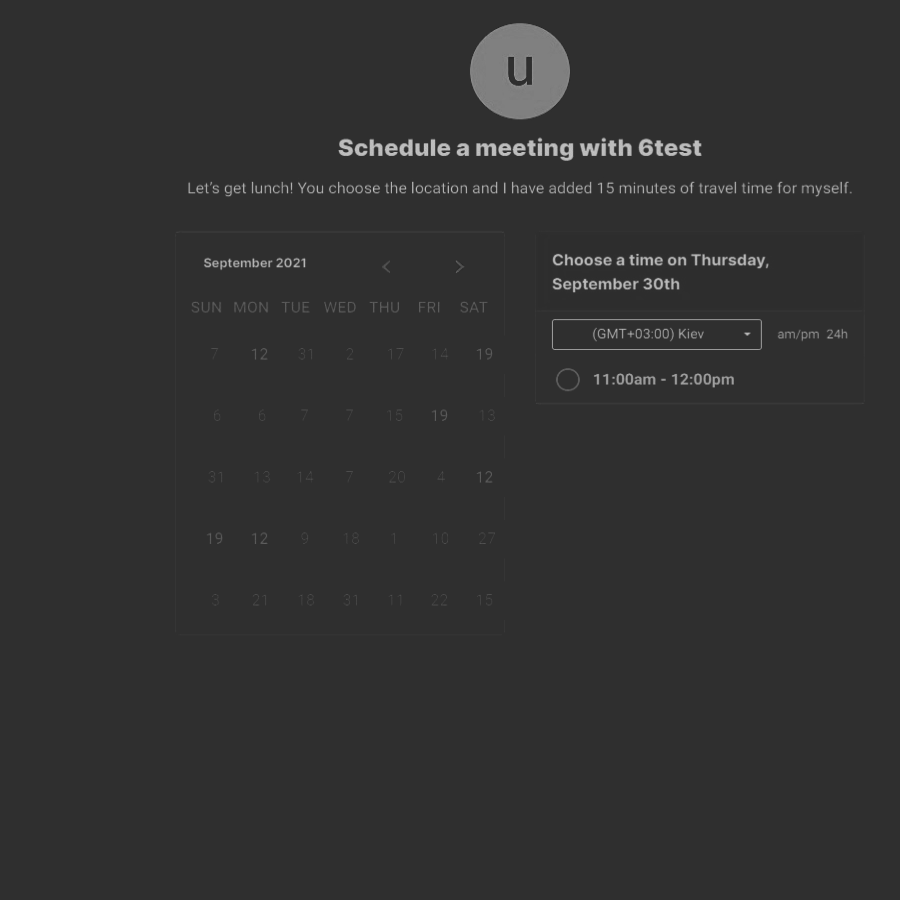 u
Schedule a meeting with 6test
Let's get lunch! You choose the location and I have added 15 minutes of travel time for myself.
September 2021
SUN MON TUE WED THU FRI SAT
7 12 31 2 17 14 19
6 6 7 7 15 19 13
31 13 14 7 20 4 12
19 12 9 18 1 10 27
3 21 18 31 11 22 15
Choose a time on Thursday,
September 30th
(GMT+03:00) Kiev am/pm 24h
11:00am - 12:00pm